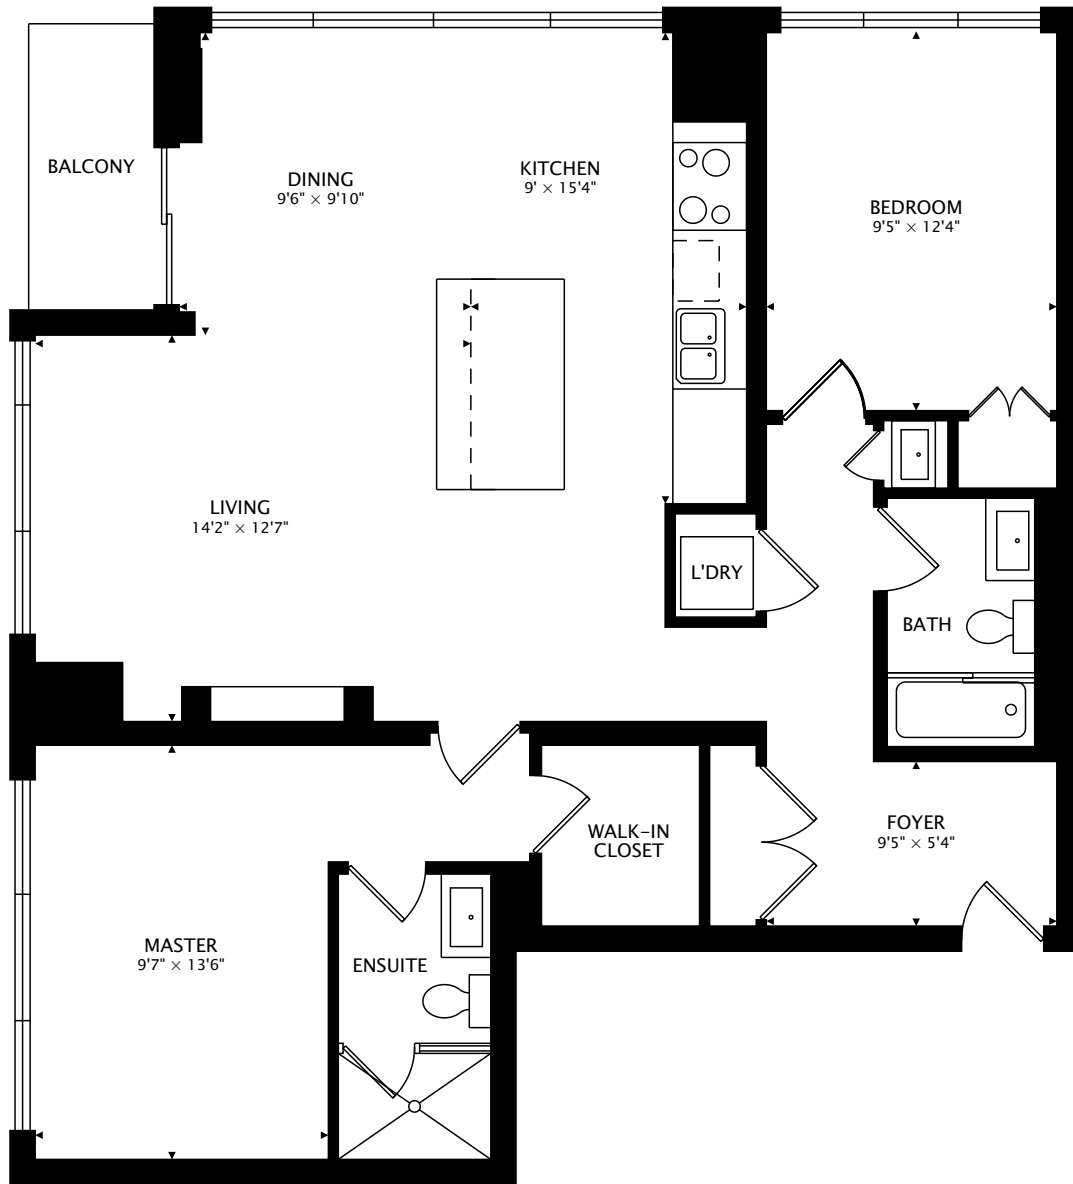 BALCONY
DINING
9'6" × 9'10"
KITCHEN
9' × 15'4"
BEDROOM
9'5" × 12'4"
LIVING
14'2" × 12'7"
L'DRY
BATH
WALK-IN
CLOSET
FOYER
9'5" × 5'4"
MASTER
9'7" × 13'6"
ENSUITE